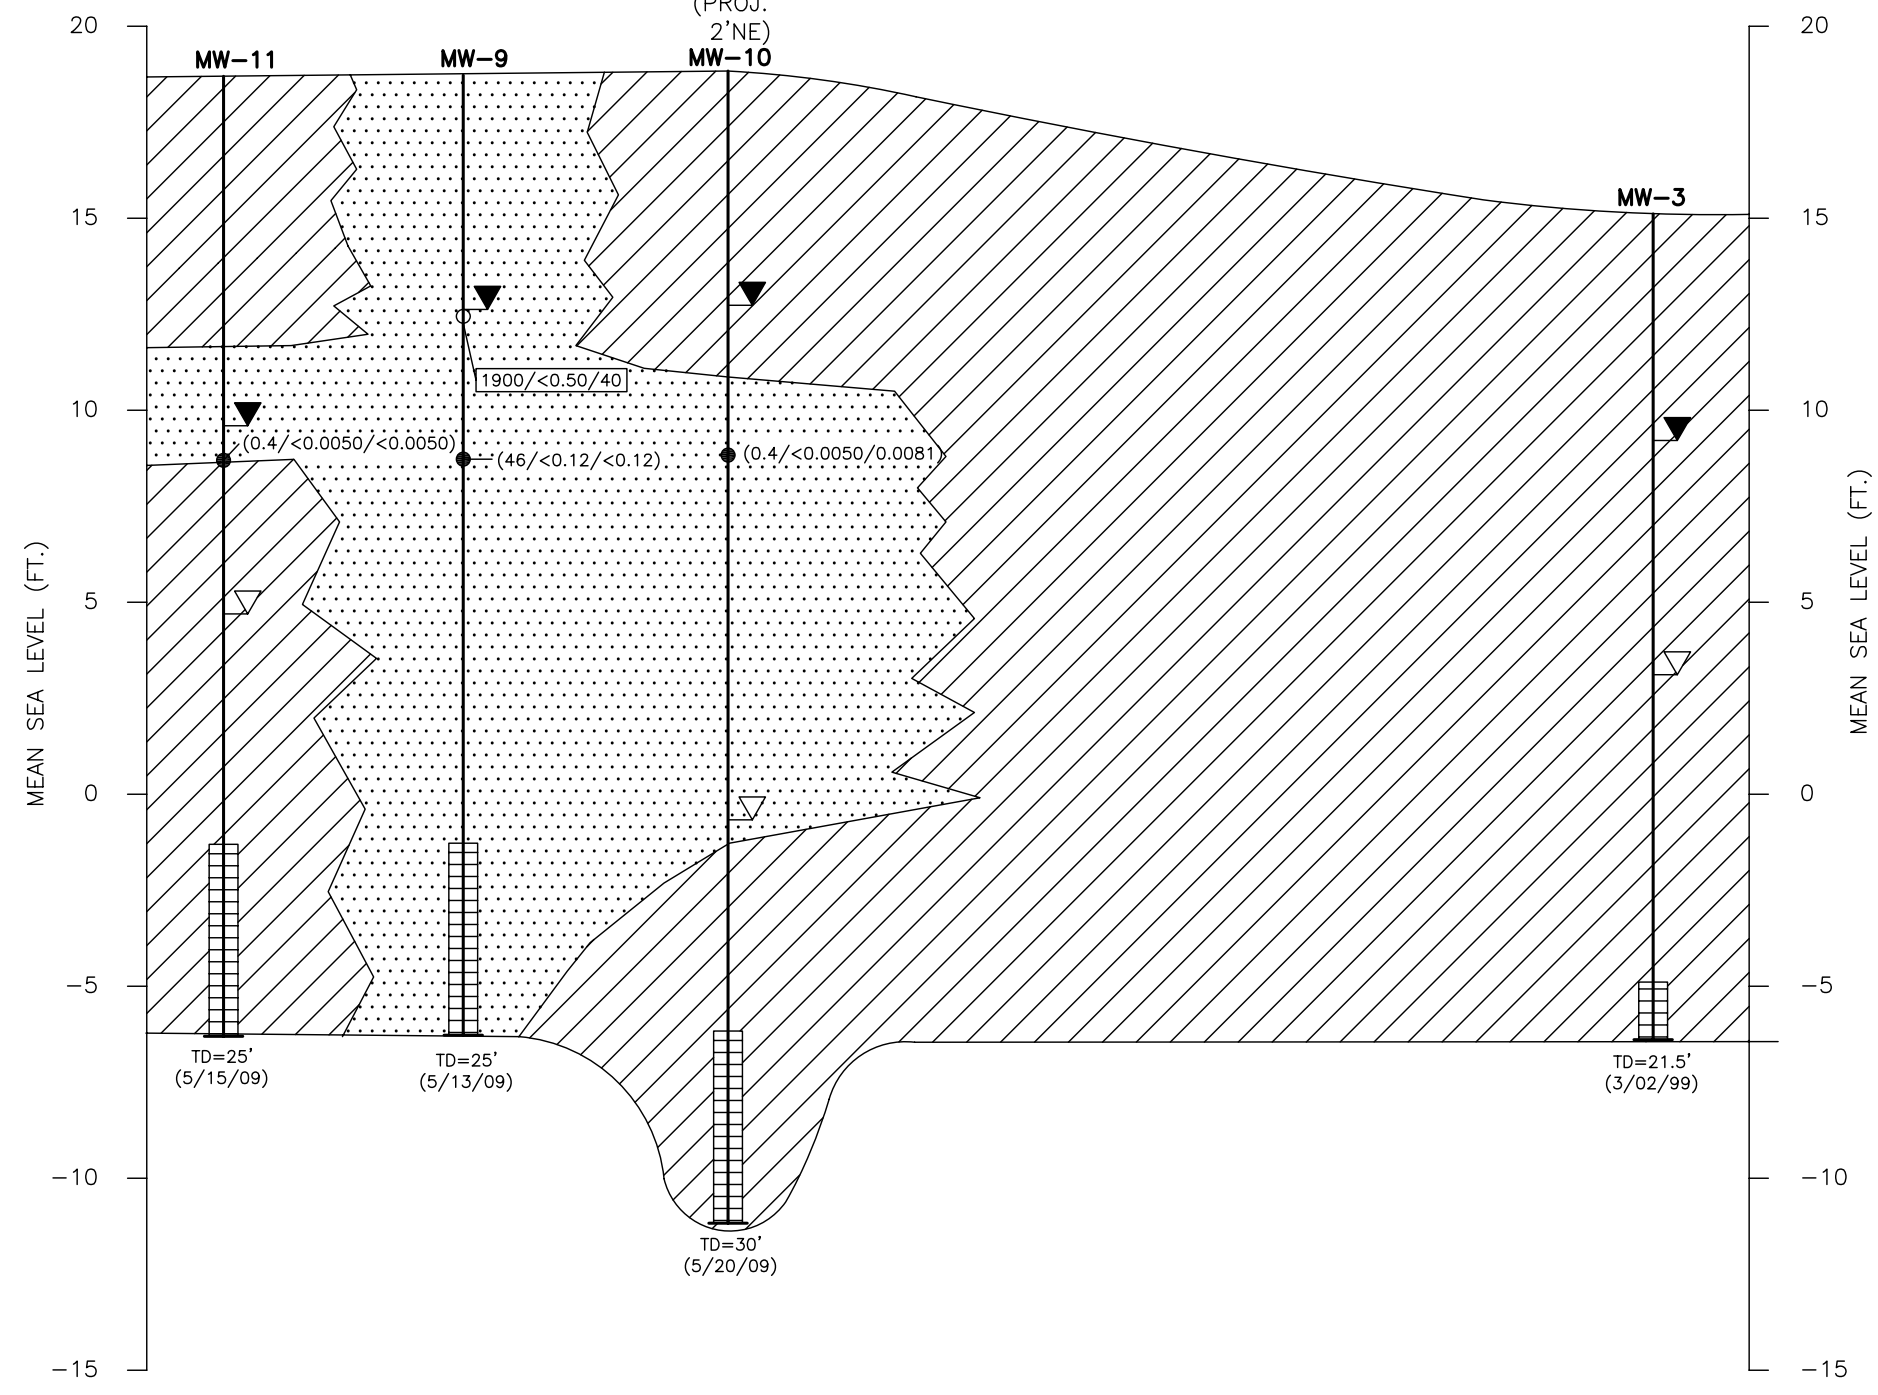 (PROJ.
2'NE)
20
20
MW-11
MW-9
MW-10
MW-3
15
15
1900/<0.50/40
10
10
(0.4/<0.0050/<0.0050)
(46/<0.12/<0.12)
(0.4/<0.0050/0.0081)
MEAN SEA LEVEL (FT.)
MEAN SEA LEVEL (FT.)
5
5
0
0
-5
-5
TD=25'
(5/15/09)
TD=25'
(5/13/09)
TD=21.5'
(3/02/99)
-10
-10
TD=30'
(5/20/09)
-15
-15